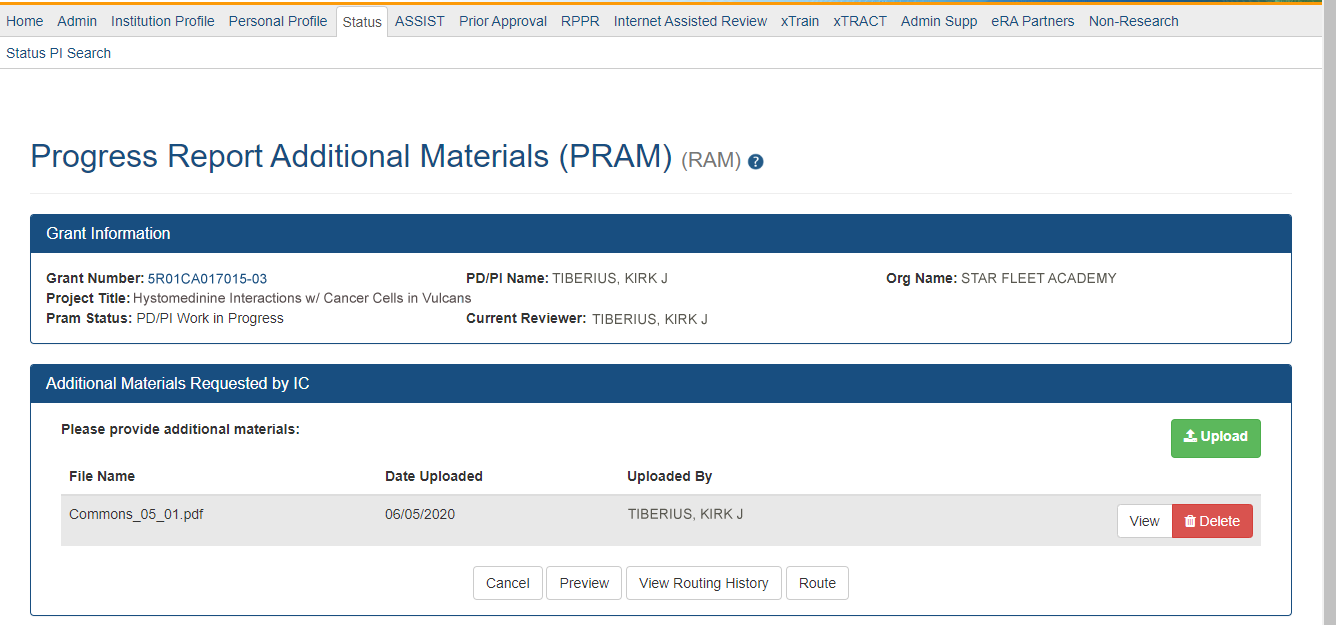 Home Admin Institution Profile Personal Profile Status ASSIST Prior Approval RPPR Internet Assisted Review xTrain xTRACT Admin Supp eRA Partners Non-Research
Status PI Search
Progress Report Additional Materials (PRAM) (RAM) ?
Grant Information
Grant Number: 5R01CA017015-03 PD/PI Name: TIBERIUS, KIRK J Org Name: STAR FLEET ACADEMY
Project Title: Hystomedinine Interactions w/ Cancer Cells in Vulcans
Pram Status: PD/PI Work in Progress Current Reviewer: TIBERIUS, KIRK J
Additional Materials Requested by IC
Please provide additional materials: Upload
File Name Date Uploaded Uploaded By
Commons_05_01.pdf 06/05/2020 TIBERIUS, KIRK J View Delete
Cancel Preview View Routing History Route